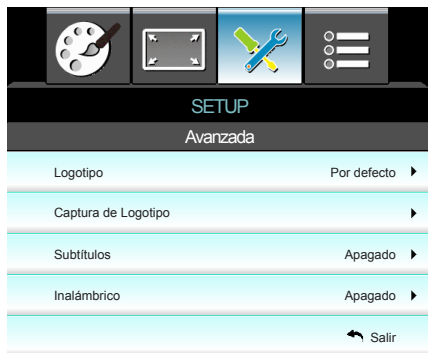 SETUP
Avanzada
Logotipo Por defecto
Captura de Logotipo
Subtítulos Apagado
Inalámbrico Apagado
Salir